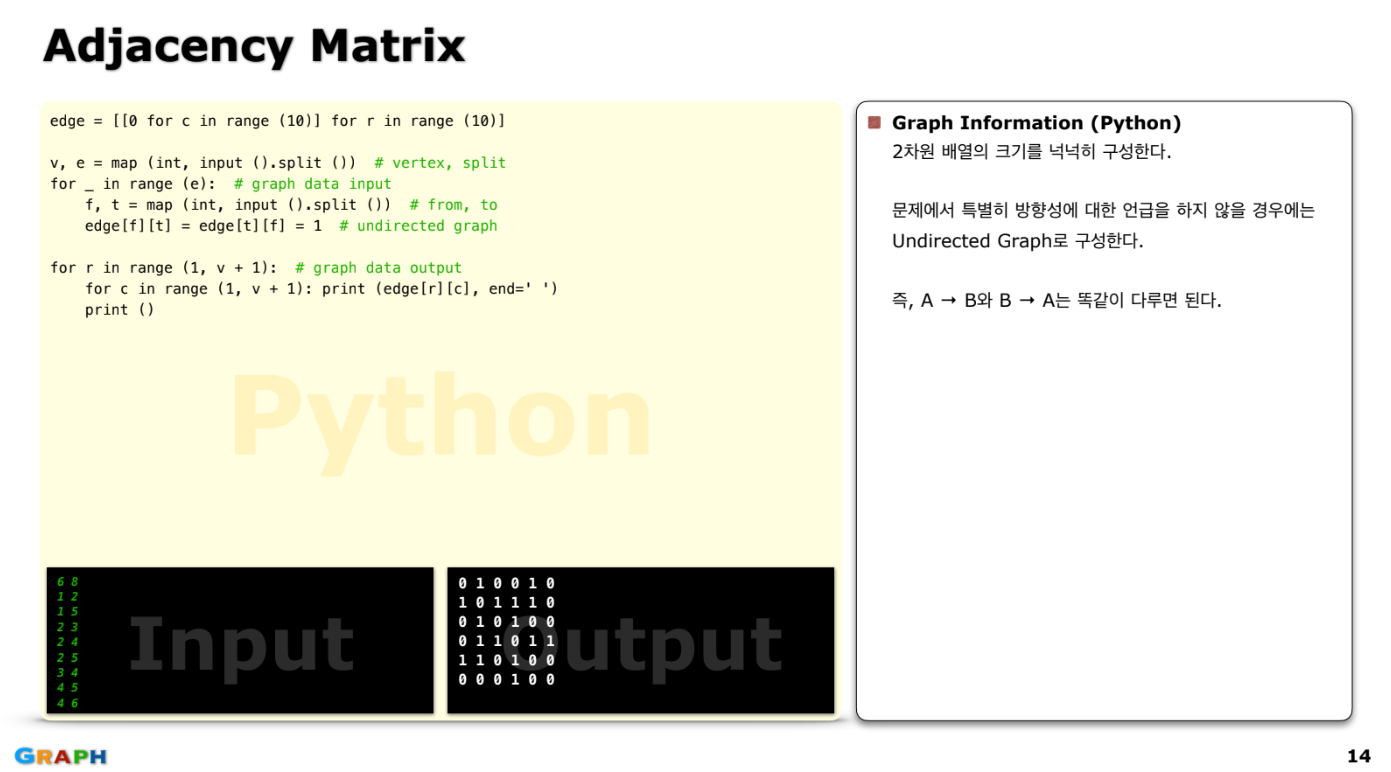 Adjacency Matrix
edge = [[0 for c in range (10)] for r in range (10)]
v, e = map (int, input ().split ())  # vertex, split
for _ in range (e):  # graph data input
    f, t = map (int, input ().split ())  # from, to
    edge[f][t] = edge[t][f] = 1  # undirected graph
for r in range (1, v + 1):  # graph data output
    for c in range (1, v + 1): print (edge[r][c], end=' ')
    print ()
Python
Input
6 8
1 2
1 5
2 3
2 4
2 5
3 4
4 5
4 6
Output
0 1 0 0 1 0
1 0 1 1 1 0
0 1 0 1 0 0
0 1 1 0 1 1
1 1 0 1 0 0
0 0 0 1 0 0
Graph Information (Python)
2차원 배열의 크기를 넉넉히 구성한다.
문제에서 특별히 방향성에 대한 언급을 하지 않을 경우에는
Undirected Graph로 구성한다.
즉, A → B와 B → A는 똑같이 다루면 된다.
GRAPH
14